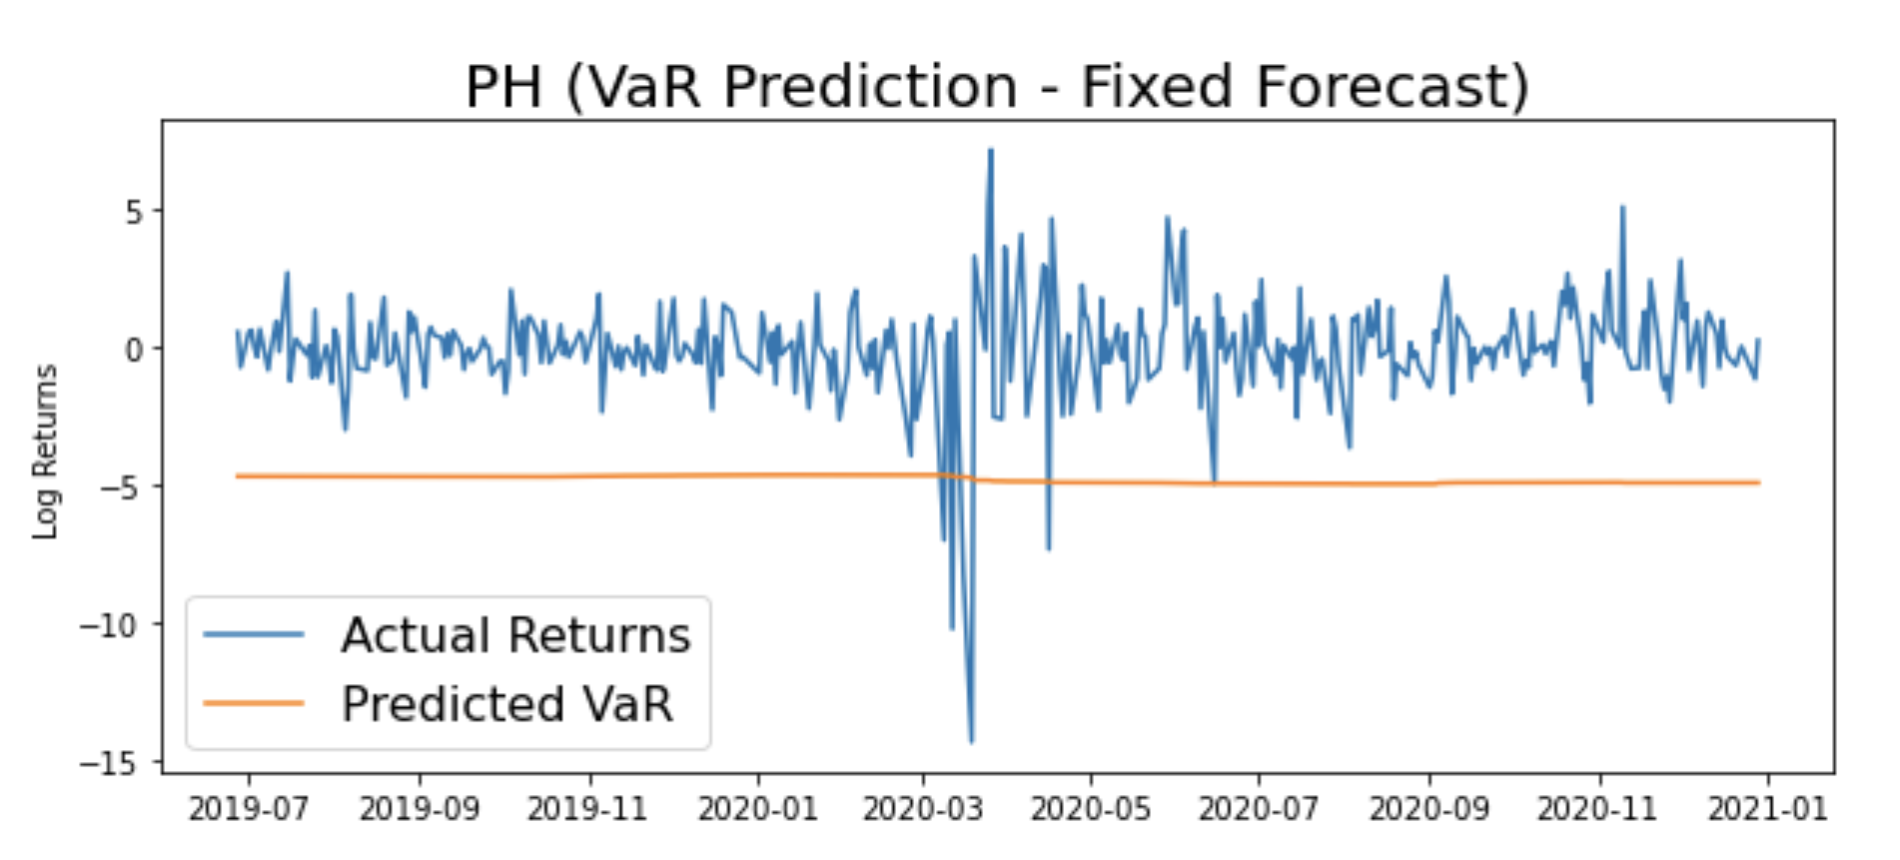 PH (VaR Prediction - Fixed Forecast)
Log Returns
5
0
−5
−10
−15
Actual Returns
Predicted VaR
2019-07 2019-09 2019-11 2020-01 2020-03 2020-05 2020-07 2020-09 2020-11 2021-01